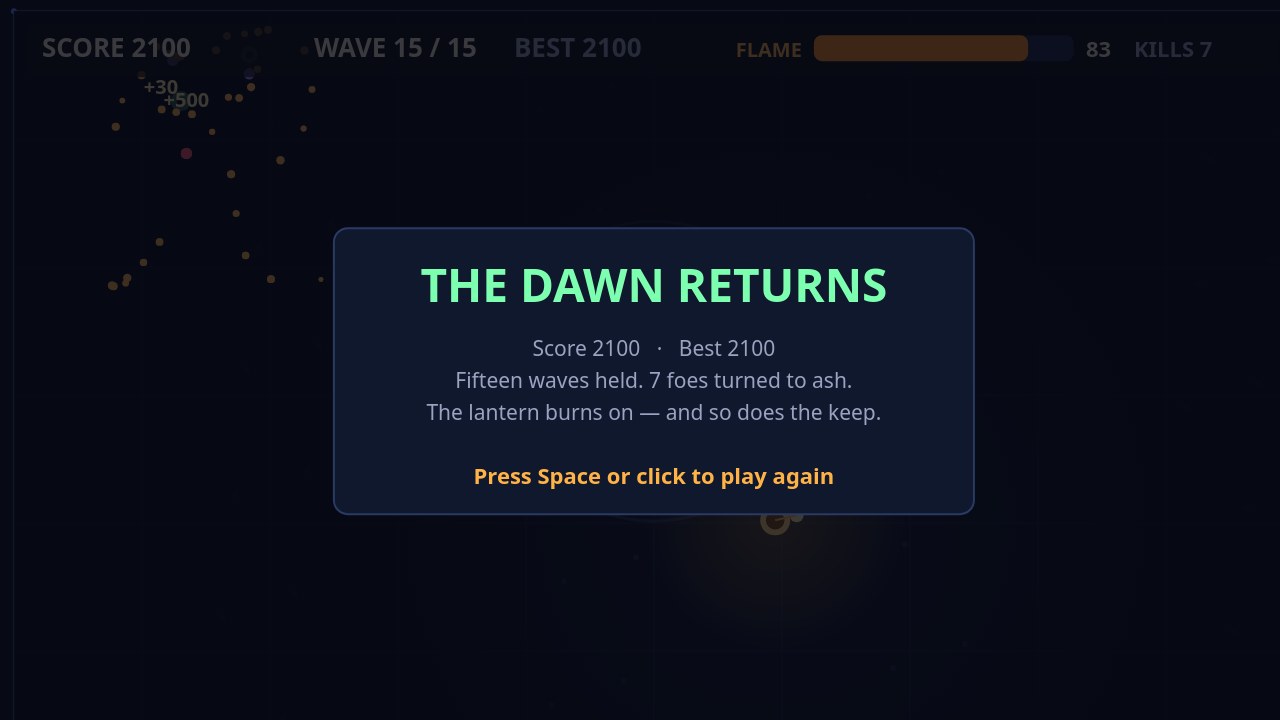 SCORE 2100 WAVE 15 / 15 BEST 2100 FLAME 83 KILLS 7
+30
+500
THE DAWN RETURNS
Score 2100 · Best 2100
Fifteen waves held. 7 foes turned to ash.
The lantern burns on — and so does the keep.
Press Space or click to play again